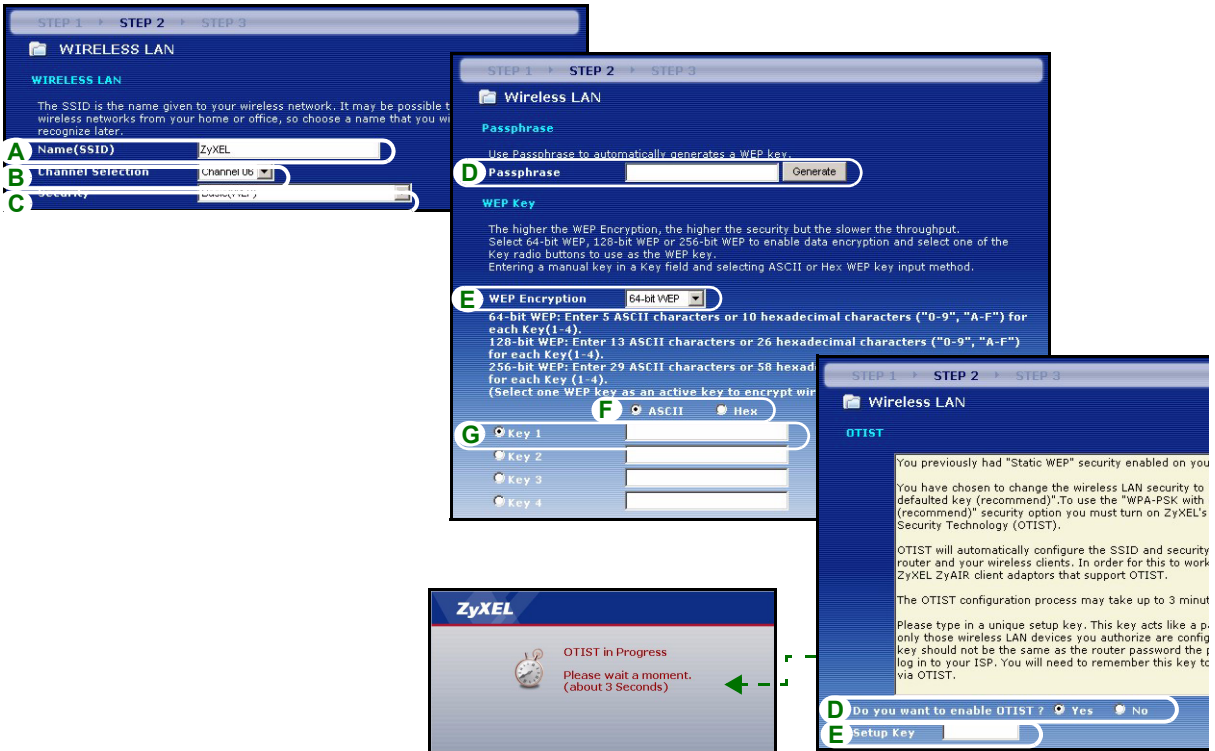 STEP 1 STEP 2 STEP 3
WIRELESS LAN
WIRELESS LAN
The SSID is the name given to your wireless network. It may be possible t
wireless networks from your home or office, so choose a name that you wi
recognize later.
A Name(SSID) ZyXEL
B Channel Selection Channel 06
C Security Basic(WEP)
STEP 1 STEP 2 STEP 3
Wireless LAN
Passphrase
Use Passphrase to automatically generates a WEP key.
D Passphrase Generate
WEP Key
The higher the WEP Encryption, the higher the security but the slower the throughput.
Select 64-bit WEP, 128-bit WEP or 256-bit WEP to enable data encryption and select one of the
Key radio buttons to use as the WEP key.
Entering a manual key in a Key field and selecting ASCII or Hex WEP key input method.
E WEP Encryption 64-bit WEP
64-bit WEP: Enter 5 ASCII characters or 10 hexadecimal characters ("0-9", "A-F") for
each Key(1-4).
128-bit WEP: Enter 13 ASCII characters or 26 hexadecimal characters ("0-9", "A-F")
for each Key(1-4).
256-bit WEP: Enter 29 ASCII characters or 58 hexad
for each Key (1-4).
(Select one WEP key as an active key to encrypt wir
F ASCII Hex
G Key 1
Key 2
Key 3
Key 4
STEP 1 STEP 2 STEP 3
Wireless LAN
OTIST
You previously had "Static WEP" security enabled on you
You have chosen to change the wireless LAN security to
defaulted key (recommend)".To use the "WPA-PSK with
(recommend)" security option you must turn on ZyXEL's
Security Technology (OTIST).
OTIST will automatically configure the SSID and security
router and your wireless clients. In order for this to work
ZyXEL ZyAIR client adaptors that support OTIST.
The OTIST configuration process may take up to 3 minut
Please type in a unique setup key. This key acts like a p
only those wireless LAN devices you authorize are config
key should not be the same as the router password the p
log in to your ISP. You will need to remember this key to
via OTIST.
D Do you want to enable OTIST ? Yes No
E Setup Key
ZyXEL
OTIST in Progress
Please wait a moment.
(about 3 Seconds)